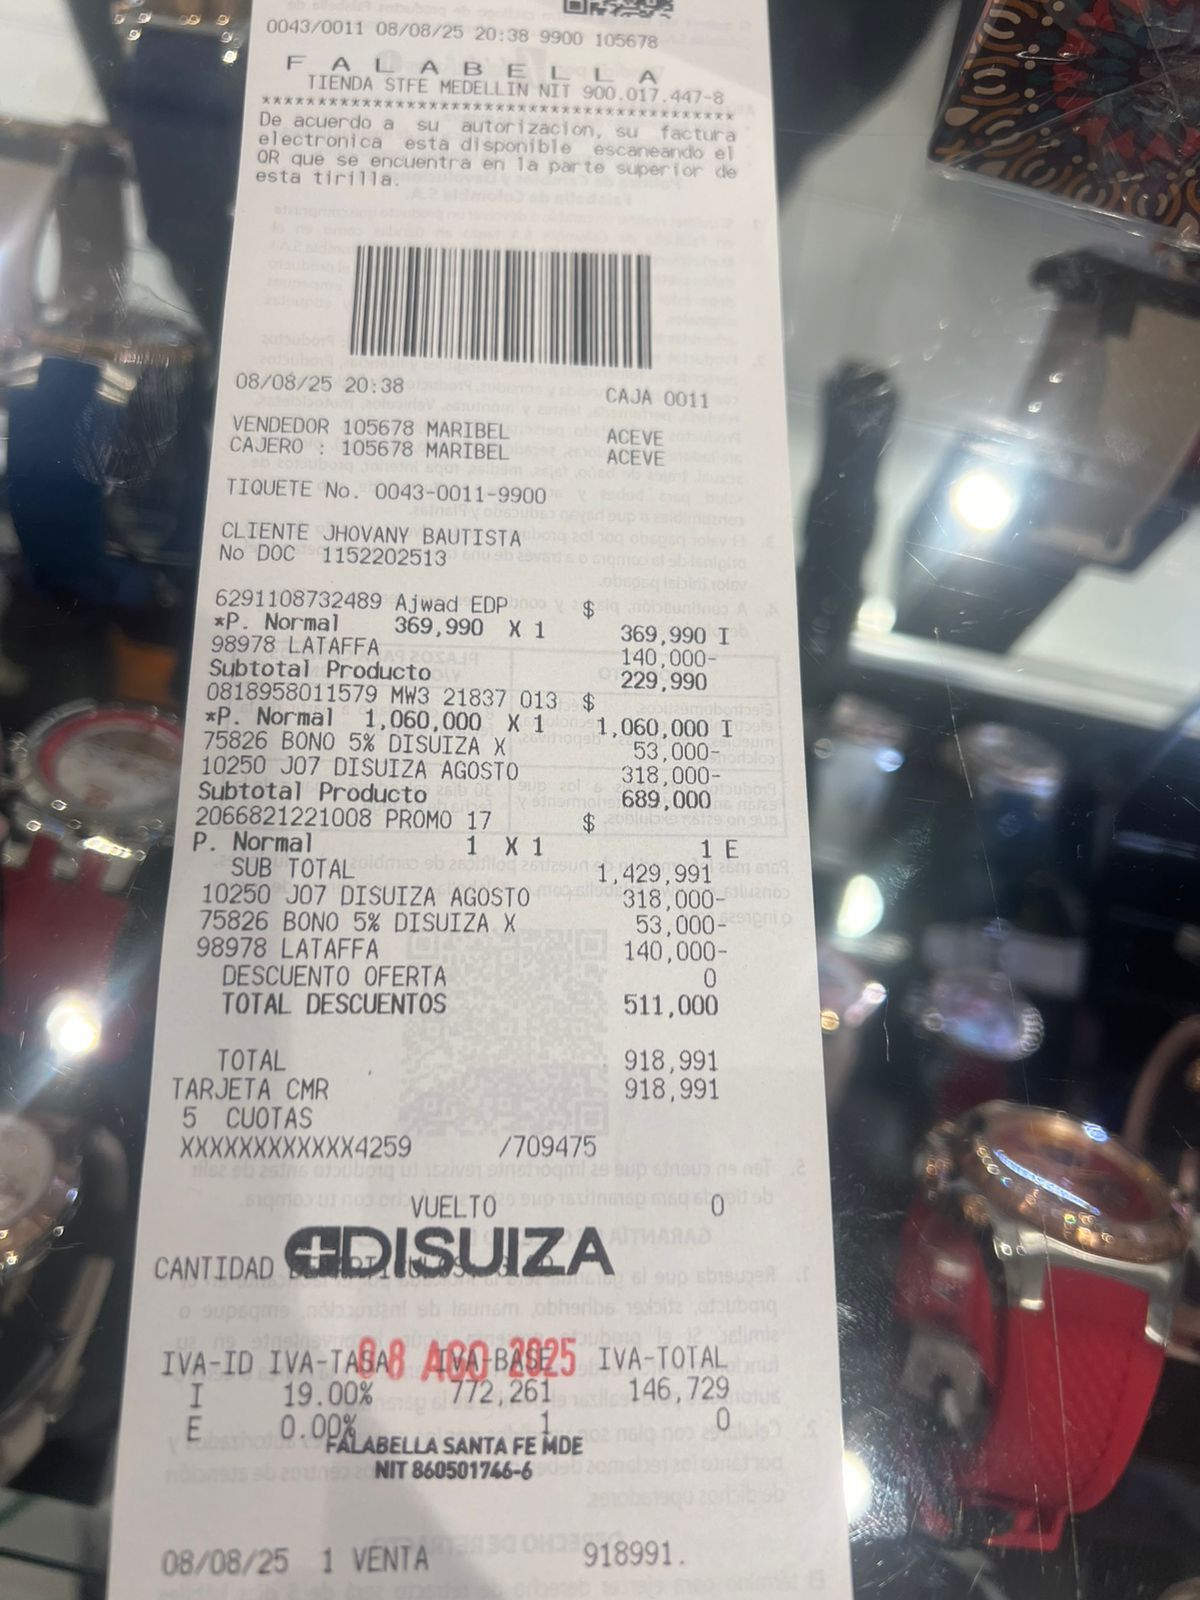 0043/0011 08/08/25 20:38 9900 105678
FALABELLA
TIENDA STFE MEDELLIN NIT 900.017.447-8
******************************************
De acuerdo a su autorizacion, su factura
electronica esta disponible escaneando el
QR que se encuentra en la parte superior de
esta tirilla.
08/08/25 20:38 CAJA 0011
VENDEDOR 105678 MARIBEL ACEVE
CAJERO : 105678 MARIBEL ACEVE
TIQUETE No. 0043-0011-9900
CLIENTE JHOVANY BAUTISTA
No DOC 1152202513
6291108732489 Ajwad EDP $
*P. Normal 369,990 X 1 369,990 I
98978 LATAFFA 140,000-
Subtotal Producto 229,990
0818958011579 MW3 21837 013 $
*P. Normal 1,060,000 X 1 1,060,000 I
75826 BONO 5% DISUIZA X 53,000-
10250 J07 DISUIZA AGOSTO 318,000-
Subtotal Producto 689,000
2066821221008 PROMO 17 $
P. Normal 1 X 1 1 E
SUB TOTAL 1,429,991
10250 J07 DISUIZA AGOSTO 318,000-
75826 BONO 5% DISUIZA X 53,000-
98978 LATAFFA 140,000-
DESCUENTO OFERTA 0
TOTAL DESCUENTOS 511,000
TOTAL 918,991
TARJETA CMR 918,991
5 CUOTAS
XXXXXXXXXXXX4259 /709475
VUELTO 0
DISUIZA
CANTIDAD
08 AGO 2025
IVA-ID IVA-TASA IVA-BASE IVA-TOTAL
I 19.00% 772,261 146,729
E 0.00% 1 0
FALABELLA SANTA FE MDE
NIT 860501746-6
08/08/25 1 VENTA 918991.